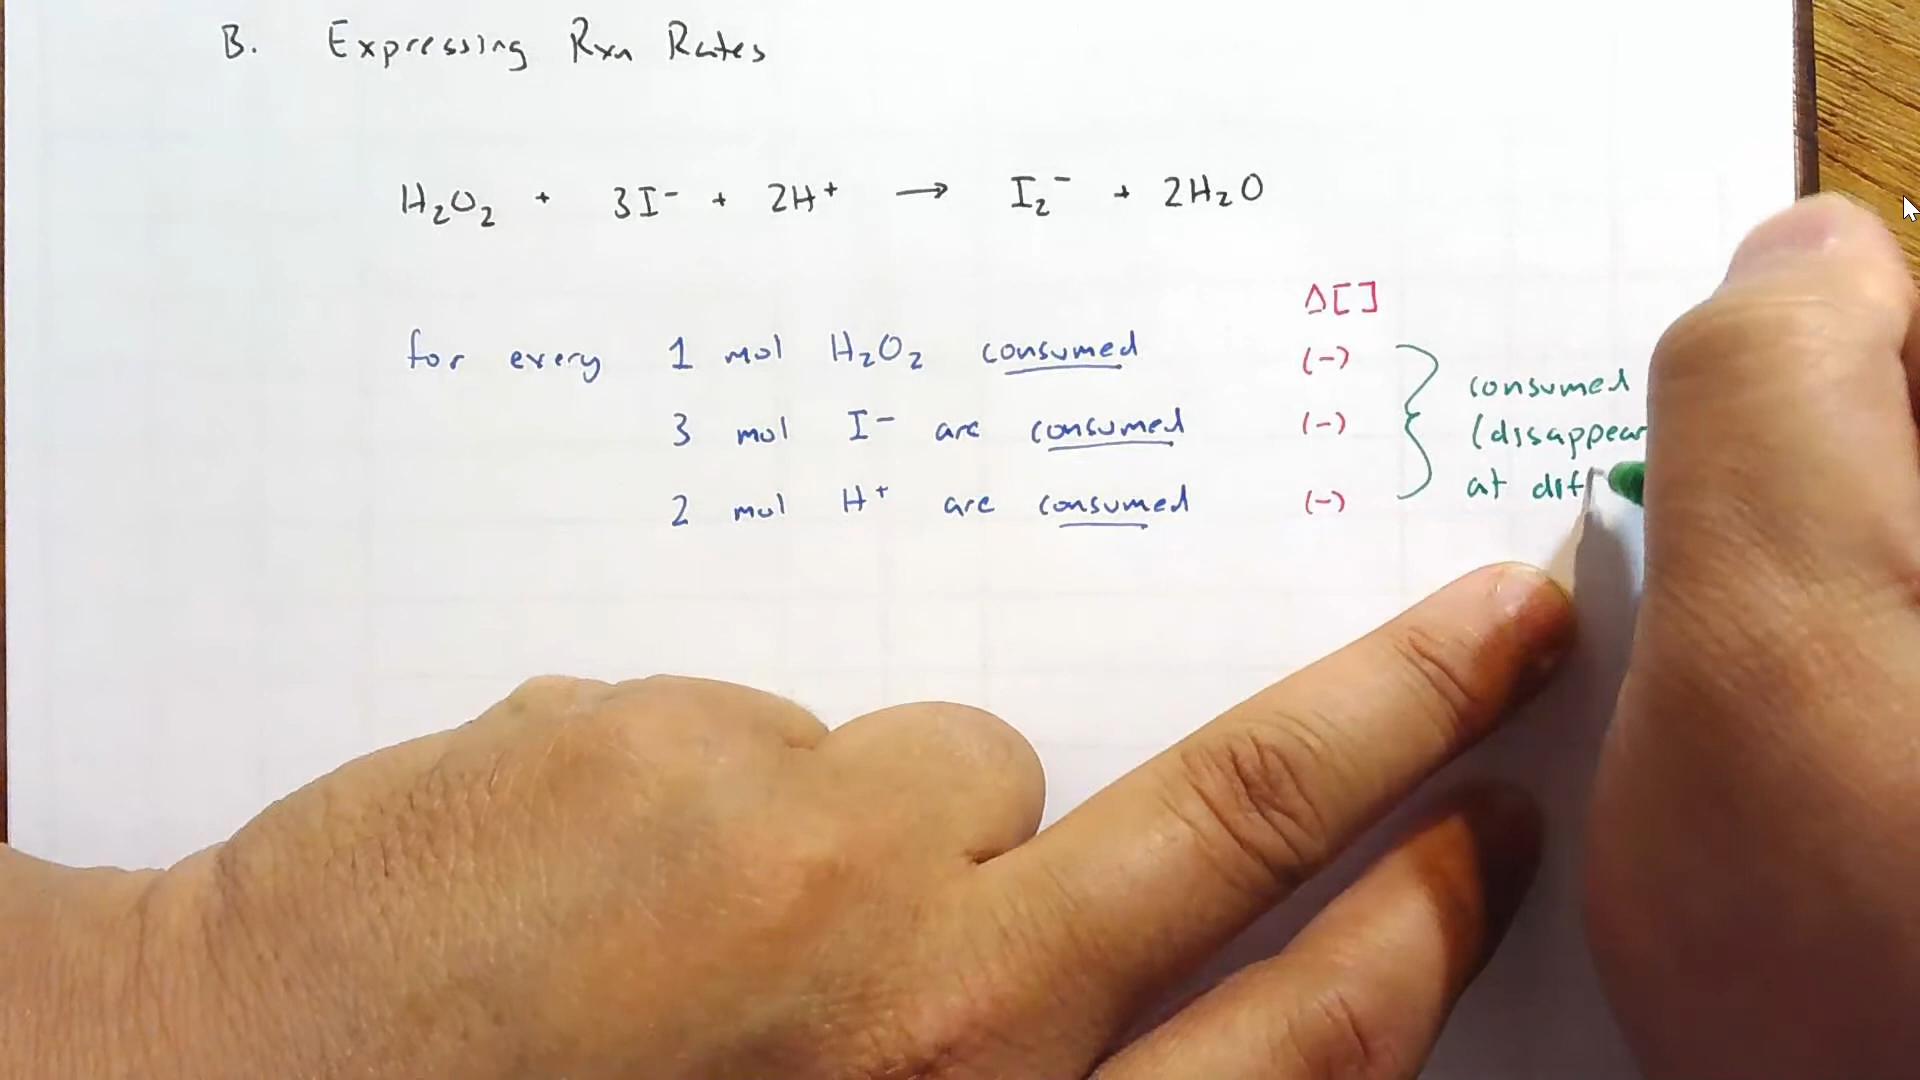 B. Expressing Rxn Rates
H₂O₂ + 3I⁻ + 2H⁺ → I₂⁻ + 2H₂O
Δ[]
for every 1 mol H₂O₂ consumed (-)
3 mol I⁻ are consumed (-)
2 mol H⁺ are consumed (-)
consumed
(disappear
at dif